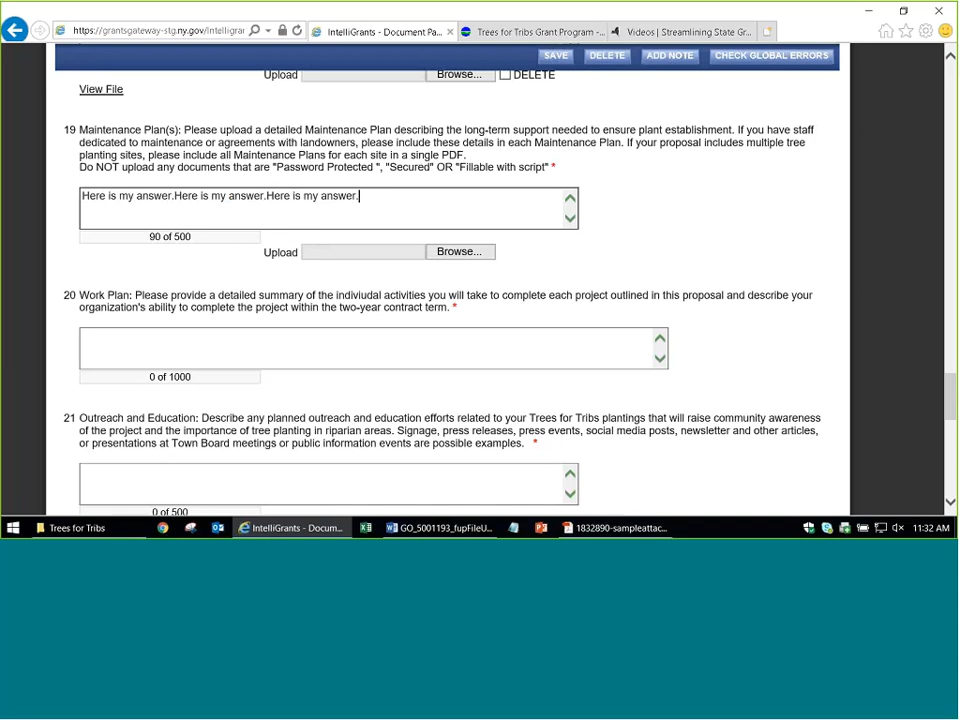 https://grantsgateway-stg.ny.gov/Intelligrar
IntelliGrants - Document Pa...
Trees for Tribs Grant Program -...
Videos | Streamlining State Gr...
SAVE
DELETE
ADD NOTE
CHECK GLOBAL ERRORS
Upload
Browse...
DELETE
View File
19 Maintenance Plan(s): Please upload a detailed Maintenance Plan describing the long-term support needed to ensure plant establishment. If you have staff
dedicated to maintenance or agreements with landowners, please include these details in each Maintenance Plan. If your proposal includes multiple tree
planting sites, please include all Maintenance Plans for each site in a single PDF.
Do NOT upload any documents that are "Password Protected ", "Secured" OR "Fillable with script" *
Here is my answer.Here is my answer.Here is my answer.
90 of 500
Upload
Browse...
20 Work Plan: Please provide a detailed summary of the indiviudal activities you will take to complete each project outlined in this proposal and describe your
organization's ability to complete the project within the two-year contract term. *
0 of 1000
21 Outreach and Education: Describe any planned outreach and education efforts related to your Trees for Tribs plantings that will raise community awareness
of the project and the importance of tree planting in riparian areas. Signage, press releases, press events, social media posts, newsletter and other articles,
or presentations at Town Board meetings or public information events are possible examples. *
0 of 500
Trees for Tribs
IntelliGrants - Docum...
GO_5001193_fupFileU...
1832890-sampleattac...
11:32 AM